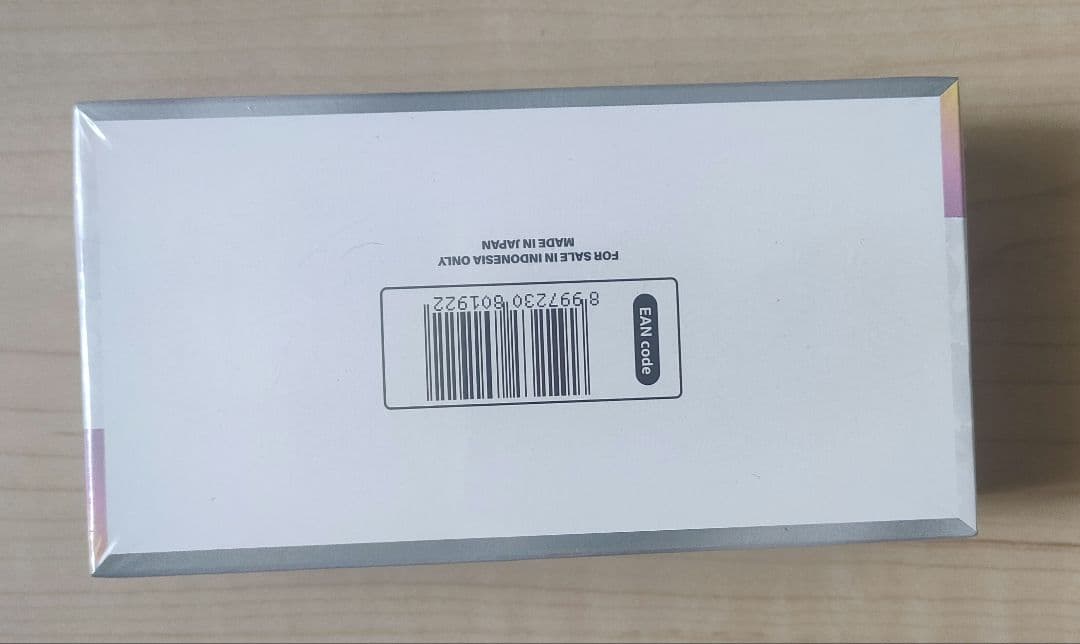 EAN code
8 997230 801922
FOR SALE IN INDONESIA ONLY
MADE IN JAPAN